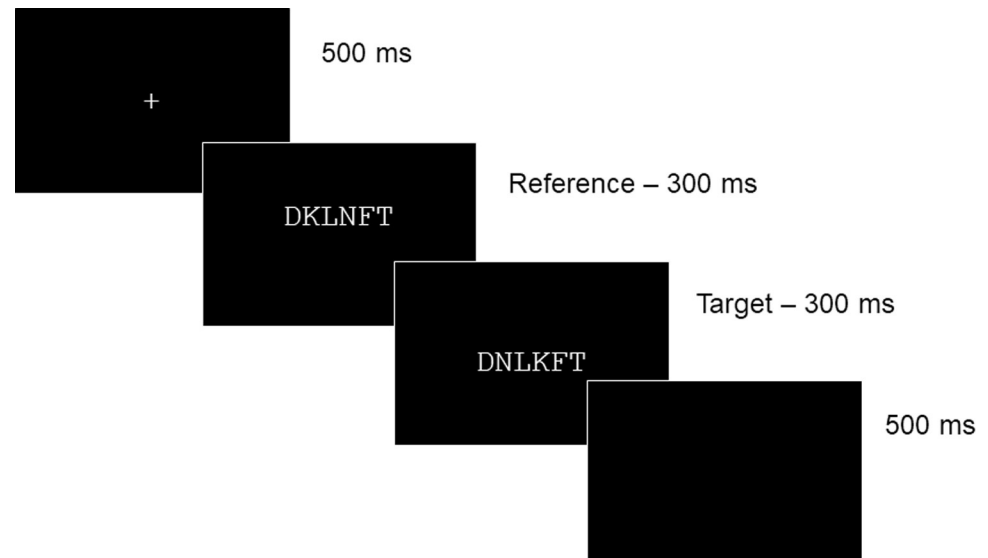 500 ms
+
Reference – 300 ms
DKLNFT
Target – 300 ms
DNLKFT
500 ms